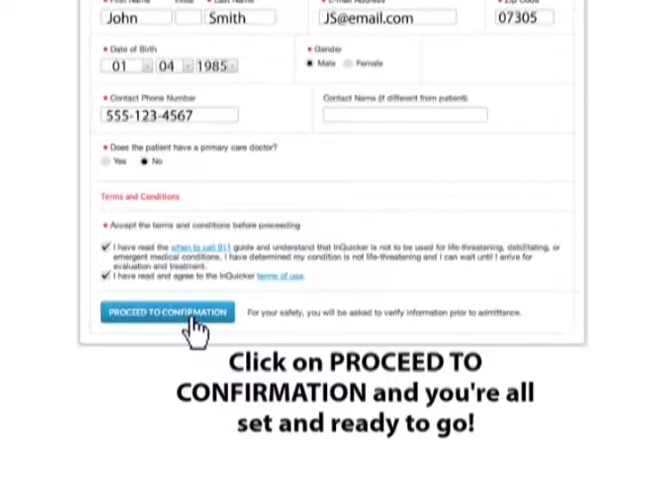 John Smith JS@email.com 07305
* Date of Birth * Gender
01 04 1985 Male Female
* Contact Phone Number Contact Name (if different from patient)
555-123-4567
* Does the patient have a primary care doctor?
Yes No
Terms and Conditions
* Accept the terms and conditions before proceeding
I have read the when to call 911 guide and understand that InQuicker is not to be used for life-threatening, debilitating, or
emergent medical conditions. I have determined my condition is not life-threatening and I can wait until I arrive for
evaluation and treatment.
I have read and agree to the InQuicker terms of use.
PROCEED TO CONFIRMATION For your safety, you will be asked to verify information prior to admittance.
Click on PROCEED TO
CONFIRMATION and you're all
set and ready to go!